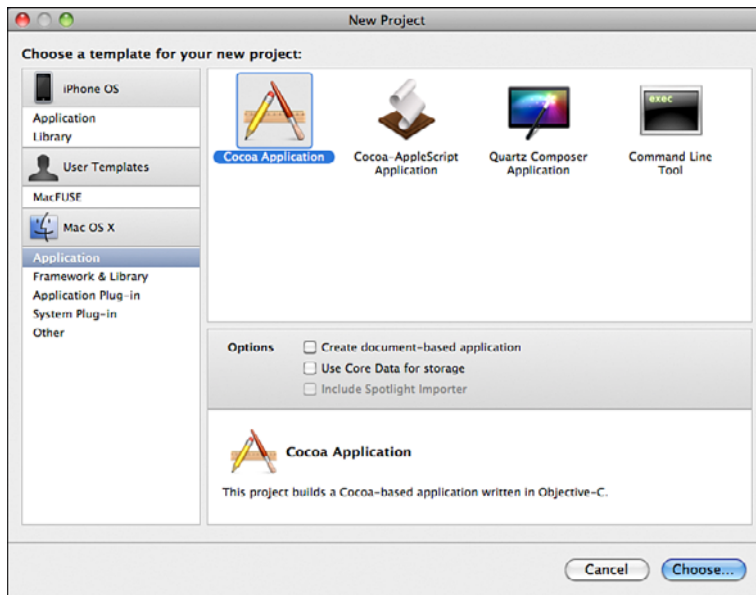 New Project
Choose a template for your new project:
iPhone OS
Application
Library
User Templates
MacFUSE
Mac OS X
Application
Framework & Library
Application Plug-in
System Plug-in
Other
Cocoa Application
Cocoa-AppleScript
Application
Quartz Composer
Application
exec
Command Line
Tool
Options
Create document-based application
Use Core Data for storage
Include Spotlight Importer
Cocoa Application
This project builds a Cocoa-based application written in Objective-C.
Cancel
Choose...